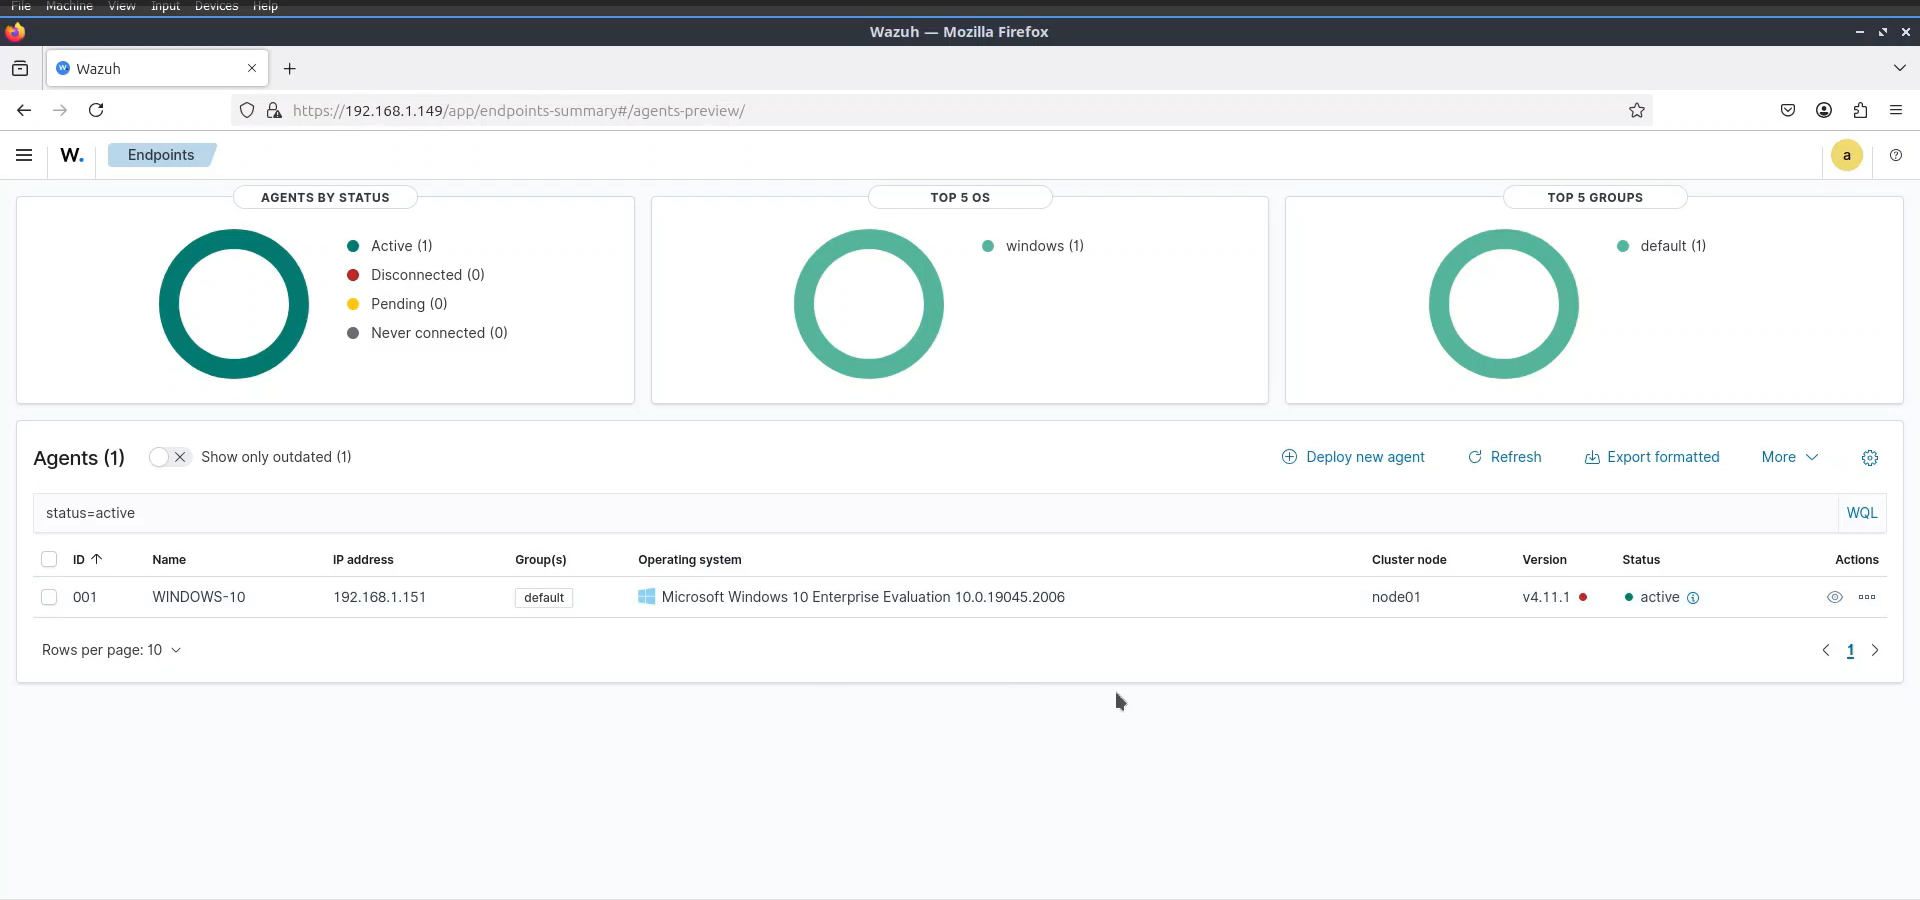 File Machine View Input Devices Help
Wazuh — Mozilla Firefox
Wazuh
https://192.168.1.149/app/endpoints-summary#/agents-preview/
W. Endpoints a
AGENTS BY STATUS
Active (1)
Disconnected (0)
Pending (0)
Never connected (0)
TOP 5 OS
windows (1)
TOP 5 GROUPS
default (1)
Agents (1) Show only outdated (1) Deploy new agent Refresh Export formatted More
status=active WQL
ID Name IP address Group(s) Operating system Cluster node Version Status Actions
001 WINDOWS-10 192.168.1.151 default Microsoft Windows 10 Enterprise Evaluation 10.0.19045.2006 node01 v4.11.1 active
Rows per page: 10 1